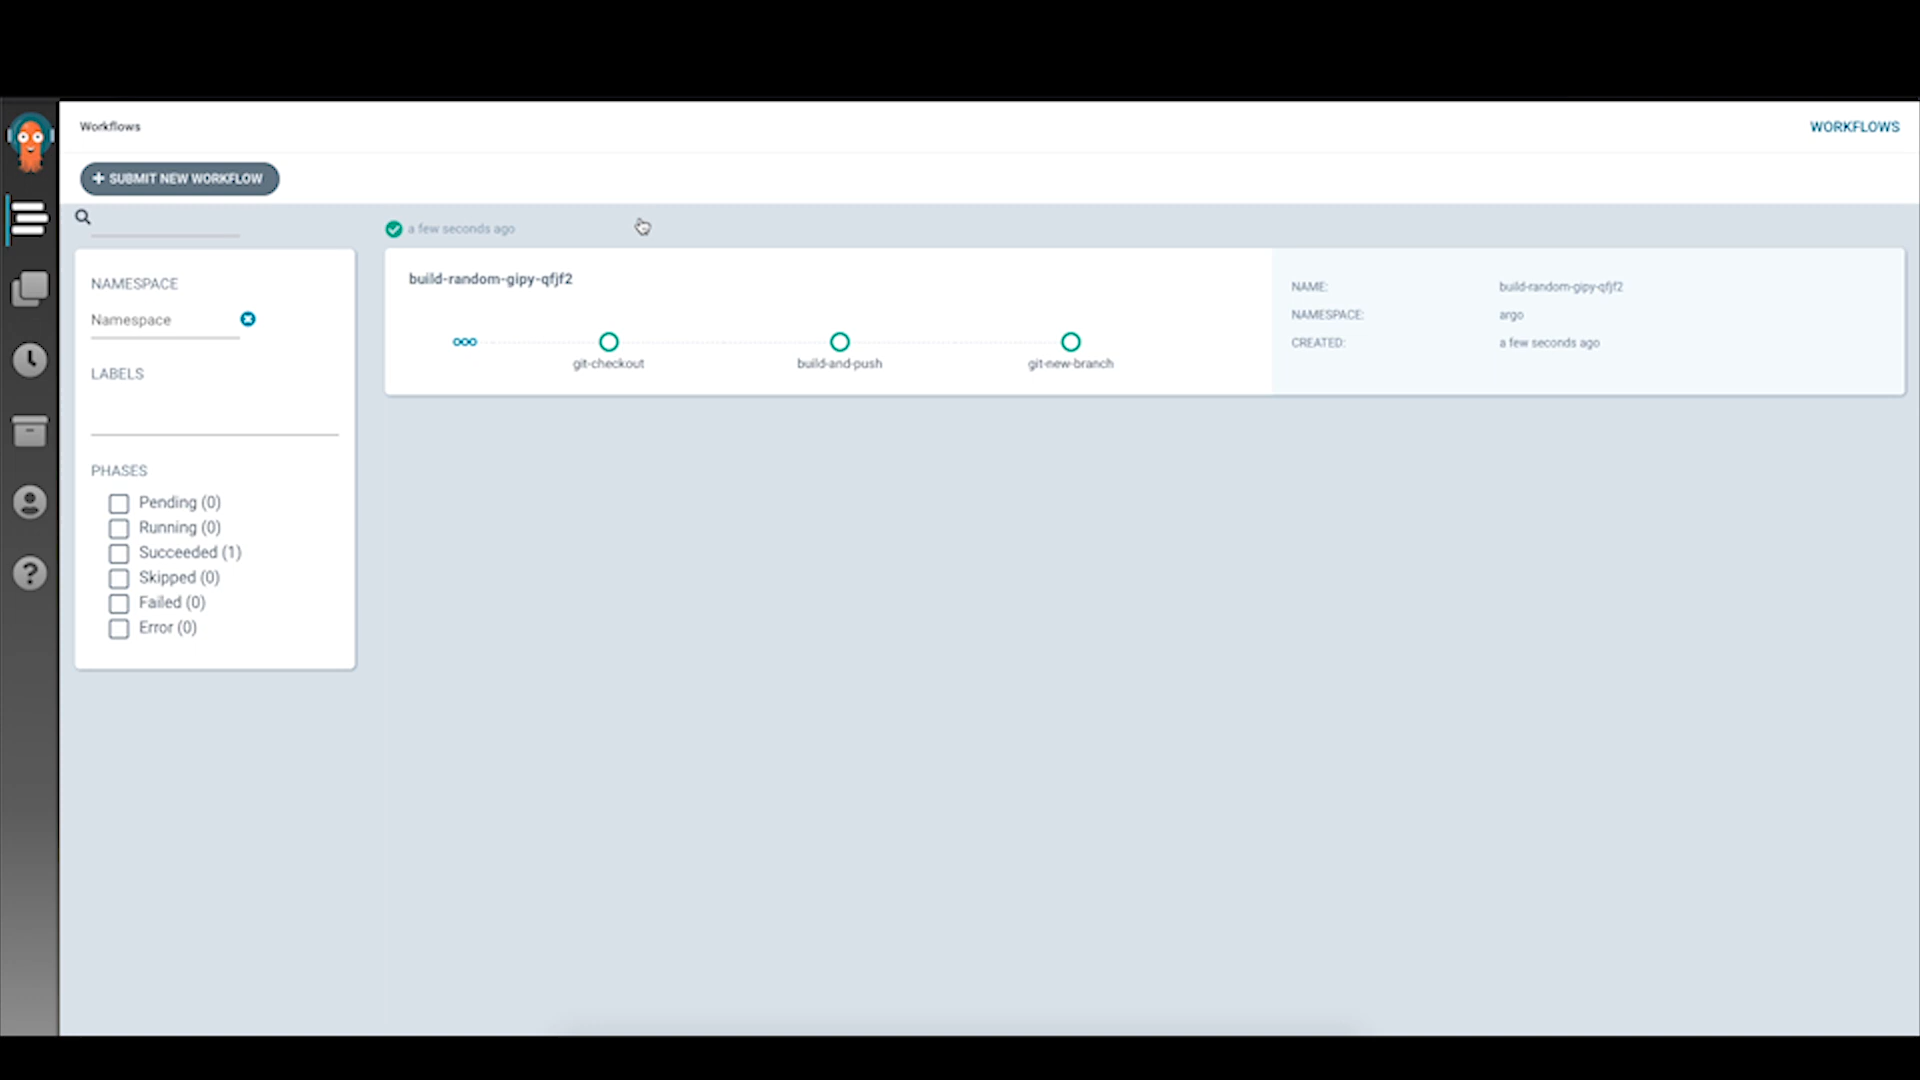 Workflows
WORKFLOWS
+ SUBMIT NEW WORKFLOW
a few seconds ago
NAMESPACE
Namespace
LABELS
PHASES
Pending (0)
Running (0)
Succeeded (1)
Skipped (0)
Failed (0)
Error (0)
build-random-gipy-qfjf2
git-checkout
build-and-push
git-new-branch
NAME: build-random-gipy-qfjf2
NAMESPACE: argo
CREATED: a few seconds ago